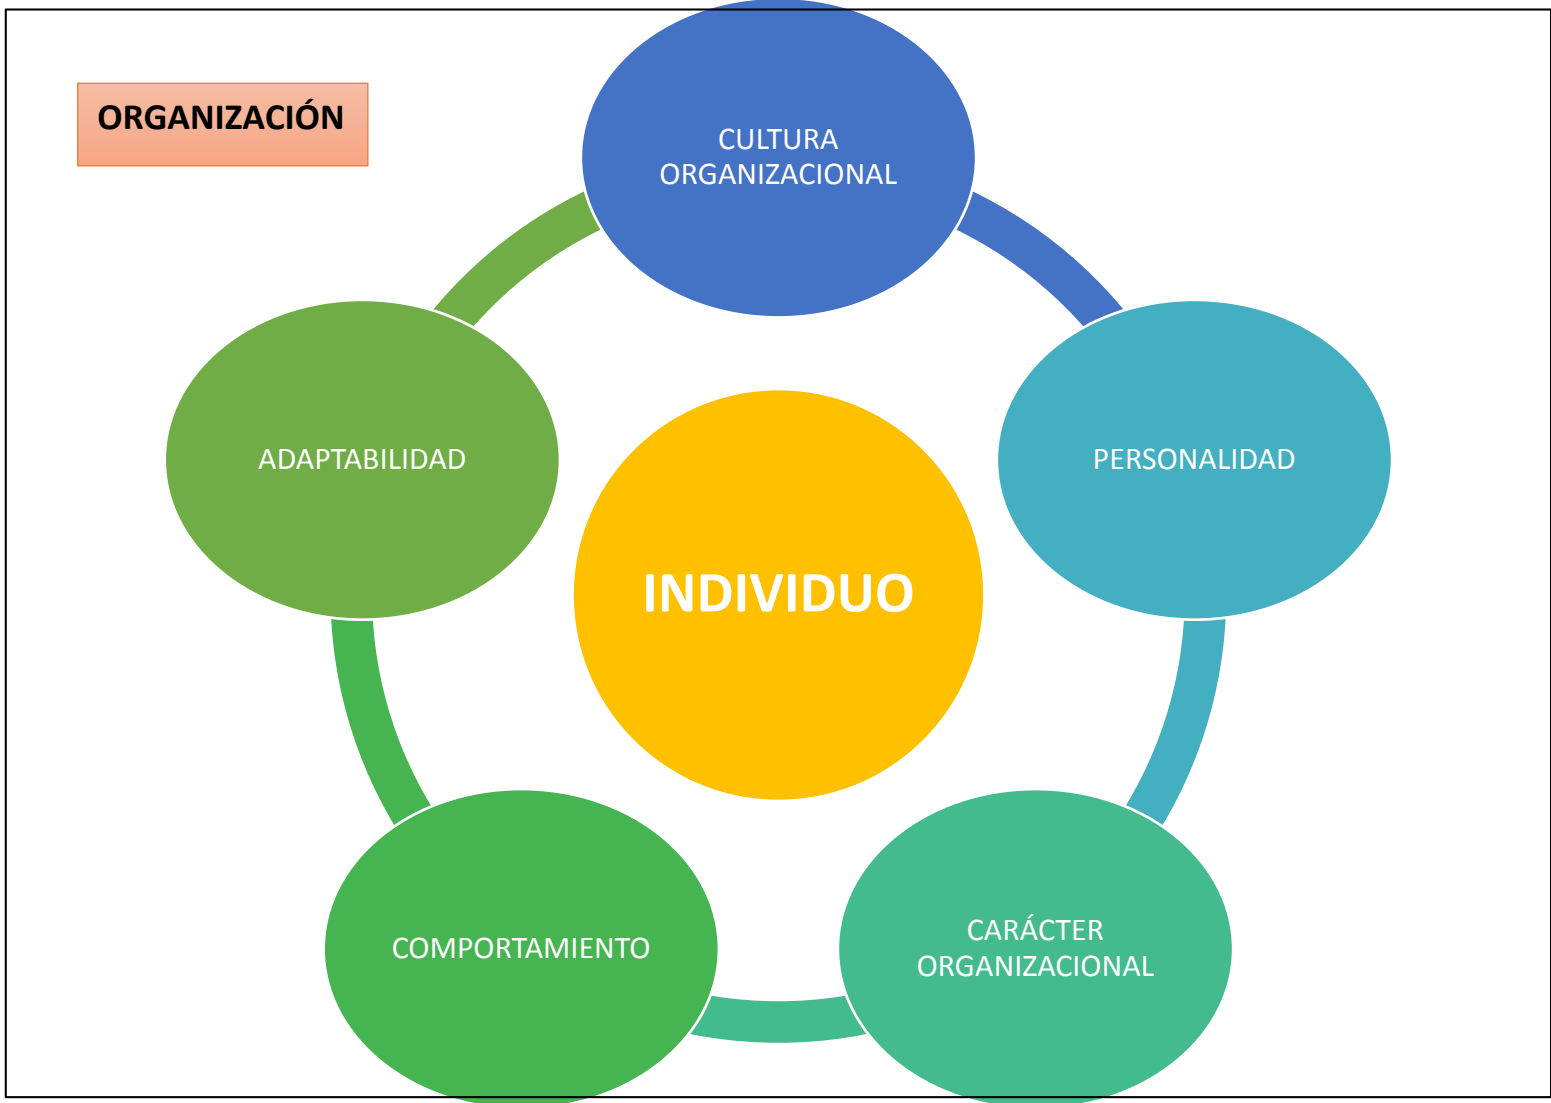 ORGANIZACIÓN
CULTURA
ORGANIZACIONAL
ADAPTABILIDAD
PERSONALIDAD
INDIVIDUO
COMPORTAMIENTO
CARÁCTER
ORGANIZACIONAL